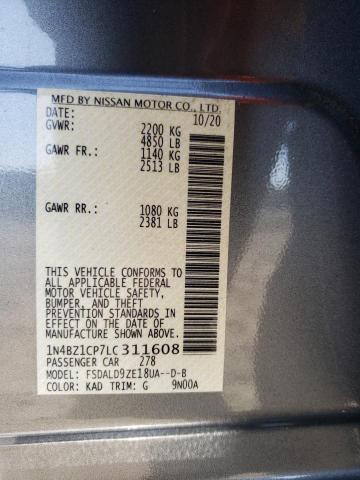 MFD BY NISSAN MOTOR CO., LTD.
DATE: 10/20
GVWR: 2200 KG
4850 LB
GAWR FR.: 1140 KG
2513 LB
GAWR RR.: 1080 KG
2381 LB
THIS VEHICLE CONFORMS TO
ALL APPLICABLE FEDERAL
MOTOR VEHICLE SAFETY,
BUMPER, AND THEFT
PREVENTION STANDARDS IN
EFFECT ON THE DATE OF
MANUFACTURE SHOWN ABOVE.
1N4BZ1CP7LC311608
PASSENGER CAR 278
MODEL: FSDALD9ZE18UA--D-B
COLOR: KAD TRIM: G 9N00A